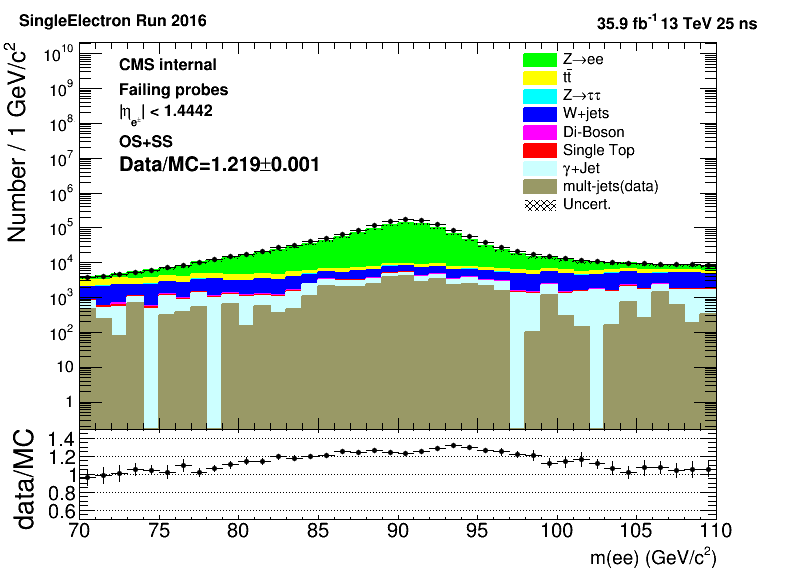 SingleElectron Run 2016
35.9 fb⁻¹ 13 TeV 25 ns
Number / 1 GeV/c²
10¹⁰
10⁹
10⁸
10⁷
10⁶
10⁵
10⁴
10³
10²
10
1
CMS internal
Failing probes
|η_e±| < 1.4442
OS+SS
Data/MC=1.219±0.001
Z→ee
tt̄
Z→ττ
W+jets
Di-Boson
Single Top
γ+Jet
mult-jets(data)
Uncert.
data/MC
1.4
1.2
1.0
0.8
0.6
70 75 80 85 90 95 100 105 110
m(ee) (GeV/c²)